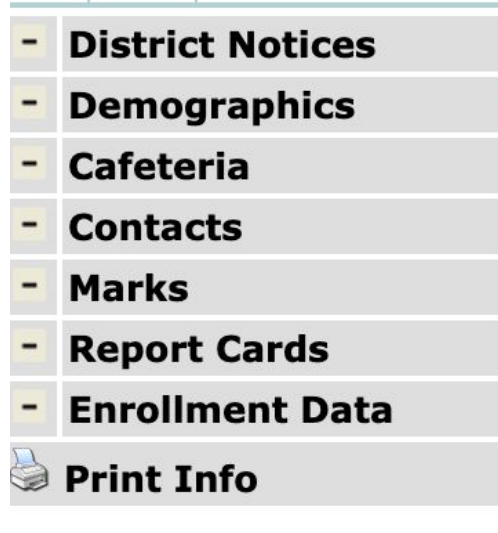 - District Notices
- Demographics
- Cafeteria
- Contacts
- Marks
- Report Cards
- Enrollment Data
Print Info